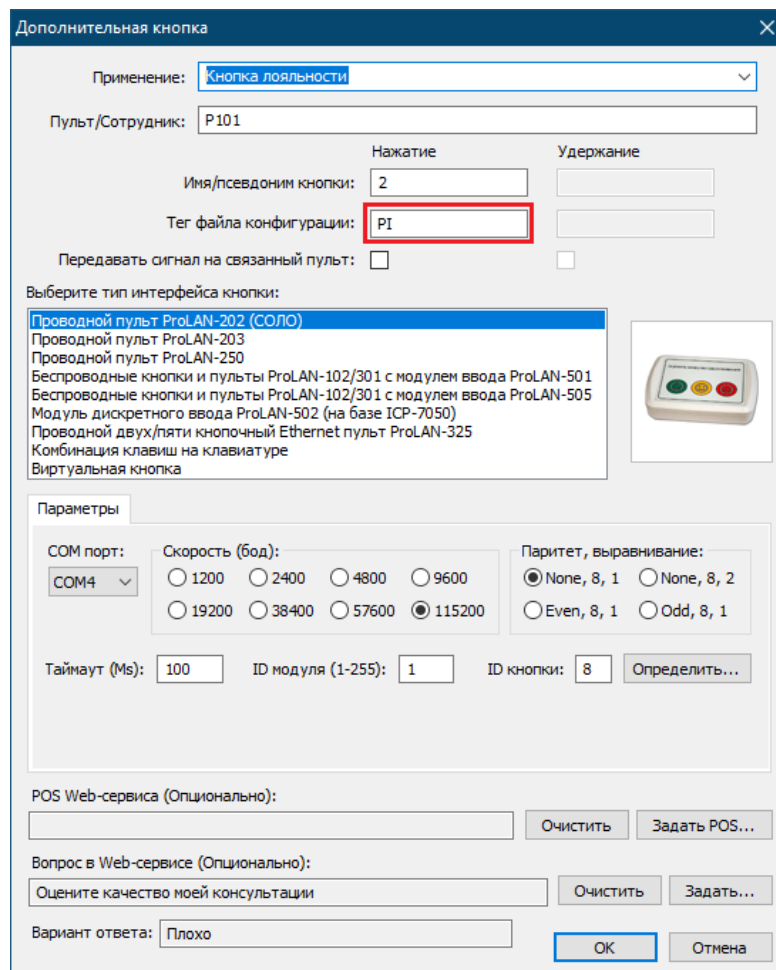 Дополнительная кнопка
Применение: Кнопка лояльности
Пульт/Сотрудник: P101
Нажатие Удержание
Имя/псевдоним кнопки: 2
Тег файла конфигурации: PI
Передавать сигнал на связанный пульт:
Выберите тип интерфейса кнопки:
Проводной пульт ProLAN-202 (СОЛО)
Проводной пульт ProLAN-203
Проводной пульт ProLAN-250
Беспроводные кнопки и пульты ProLAN-102/301 с модулем ввода ProLAN-501
Беспроводные кнопки и пульты ProLAN-102/301 с модулем ввода ProLAN-505
Модуль дискретного ввода ProLAN-502 (на базе ICP-7050)
Проводной двух/пяти кнопочный Ethernet пульт ProLAN-325
Комбинация клавиш на клавиатуре
Виртуальная кнопка
Параметры
COM порт: Скорость (бод): Паритет, выравнивание:
COM4 1200 2400 4800 9600 None, 8, 1 None, 8, 2
19200 38400 57600 115200 Even, 8, 1 Odd, 8, 1
Таймаут (Ms): 100 ID модуля (1-255): 1 ID кнопки: 8 Определить...
POS Web-сервиса (Опционально):
Очистить Задать POS...
Вопрос в Web-сервисе (Опционально):
Оцените качество моей консультации Очистить Задать...
Вариант ответа: Плохо
OK Отмена